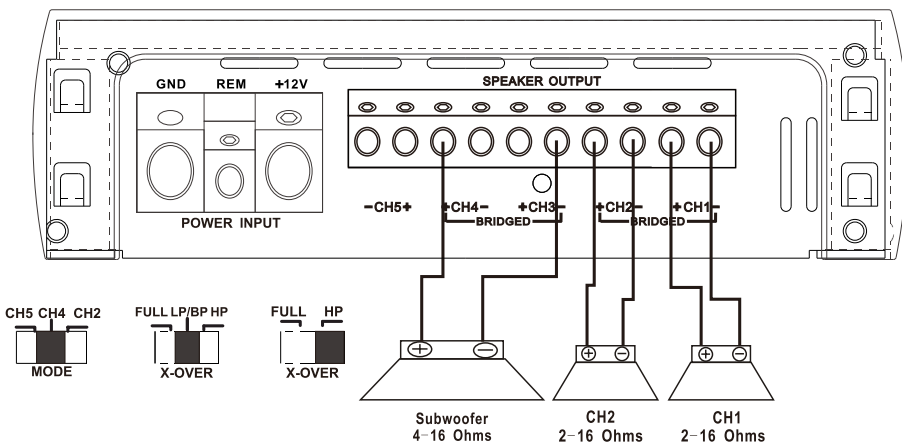 GND REM +12V
SPEAKER OUTPUT
POWER INPUT
−CH5+ +CH4− +CH3− +CH2− +CH1−
BRIDGED BRIDGED
CH5 CH4 CH2
MODE
FULL LP/BP HP
X-OVER
FULL HP
X-OVER
+ − + − + −
Subwoofer
4−16 Ohms
CH2
2−16 Ohms
CH1
2−16 Ohms